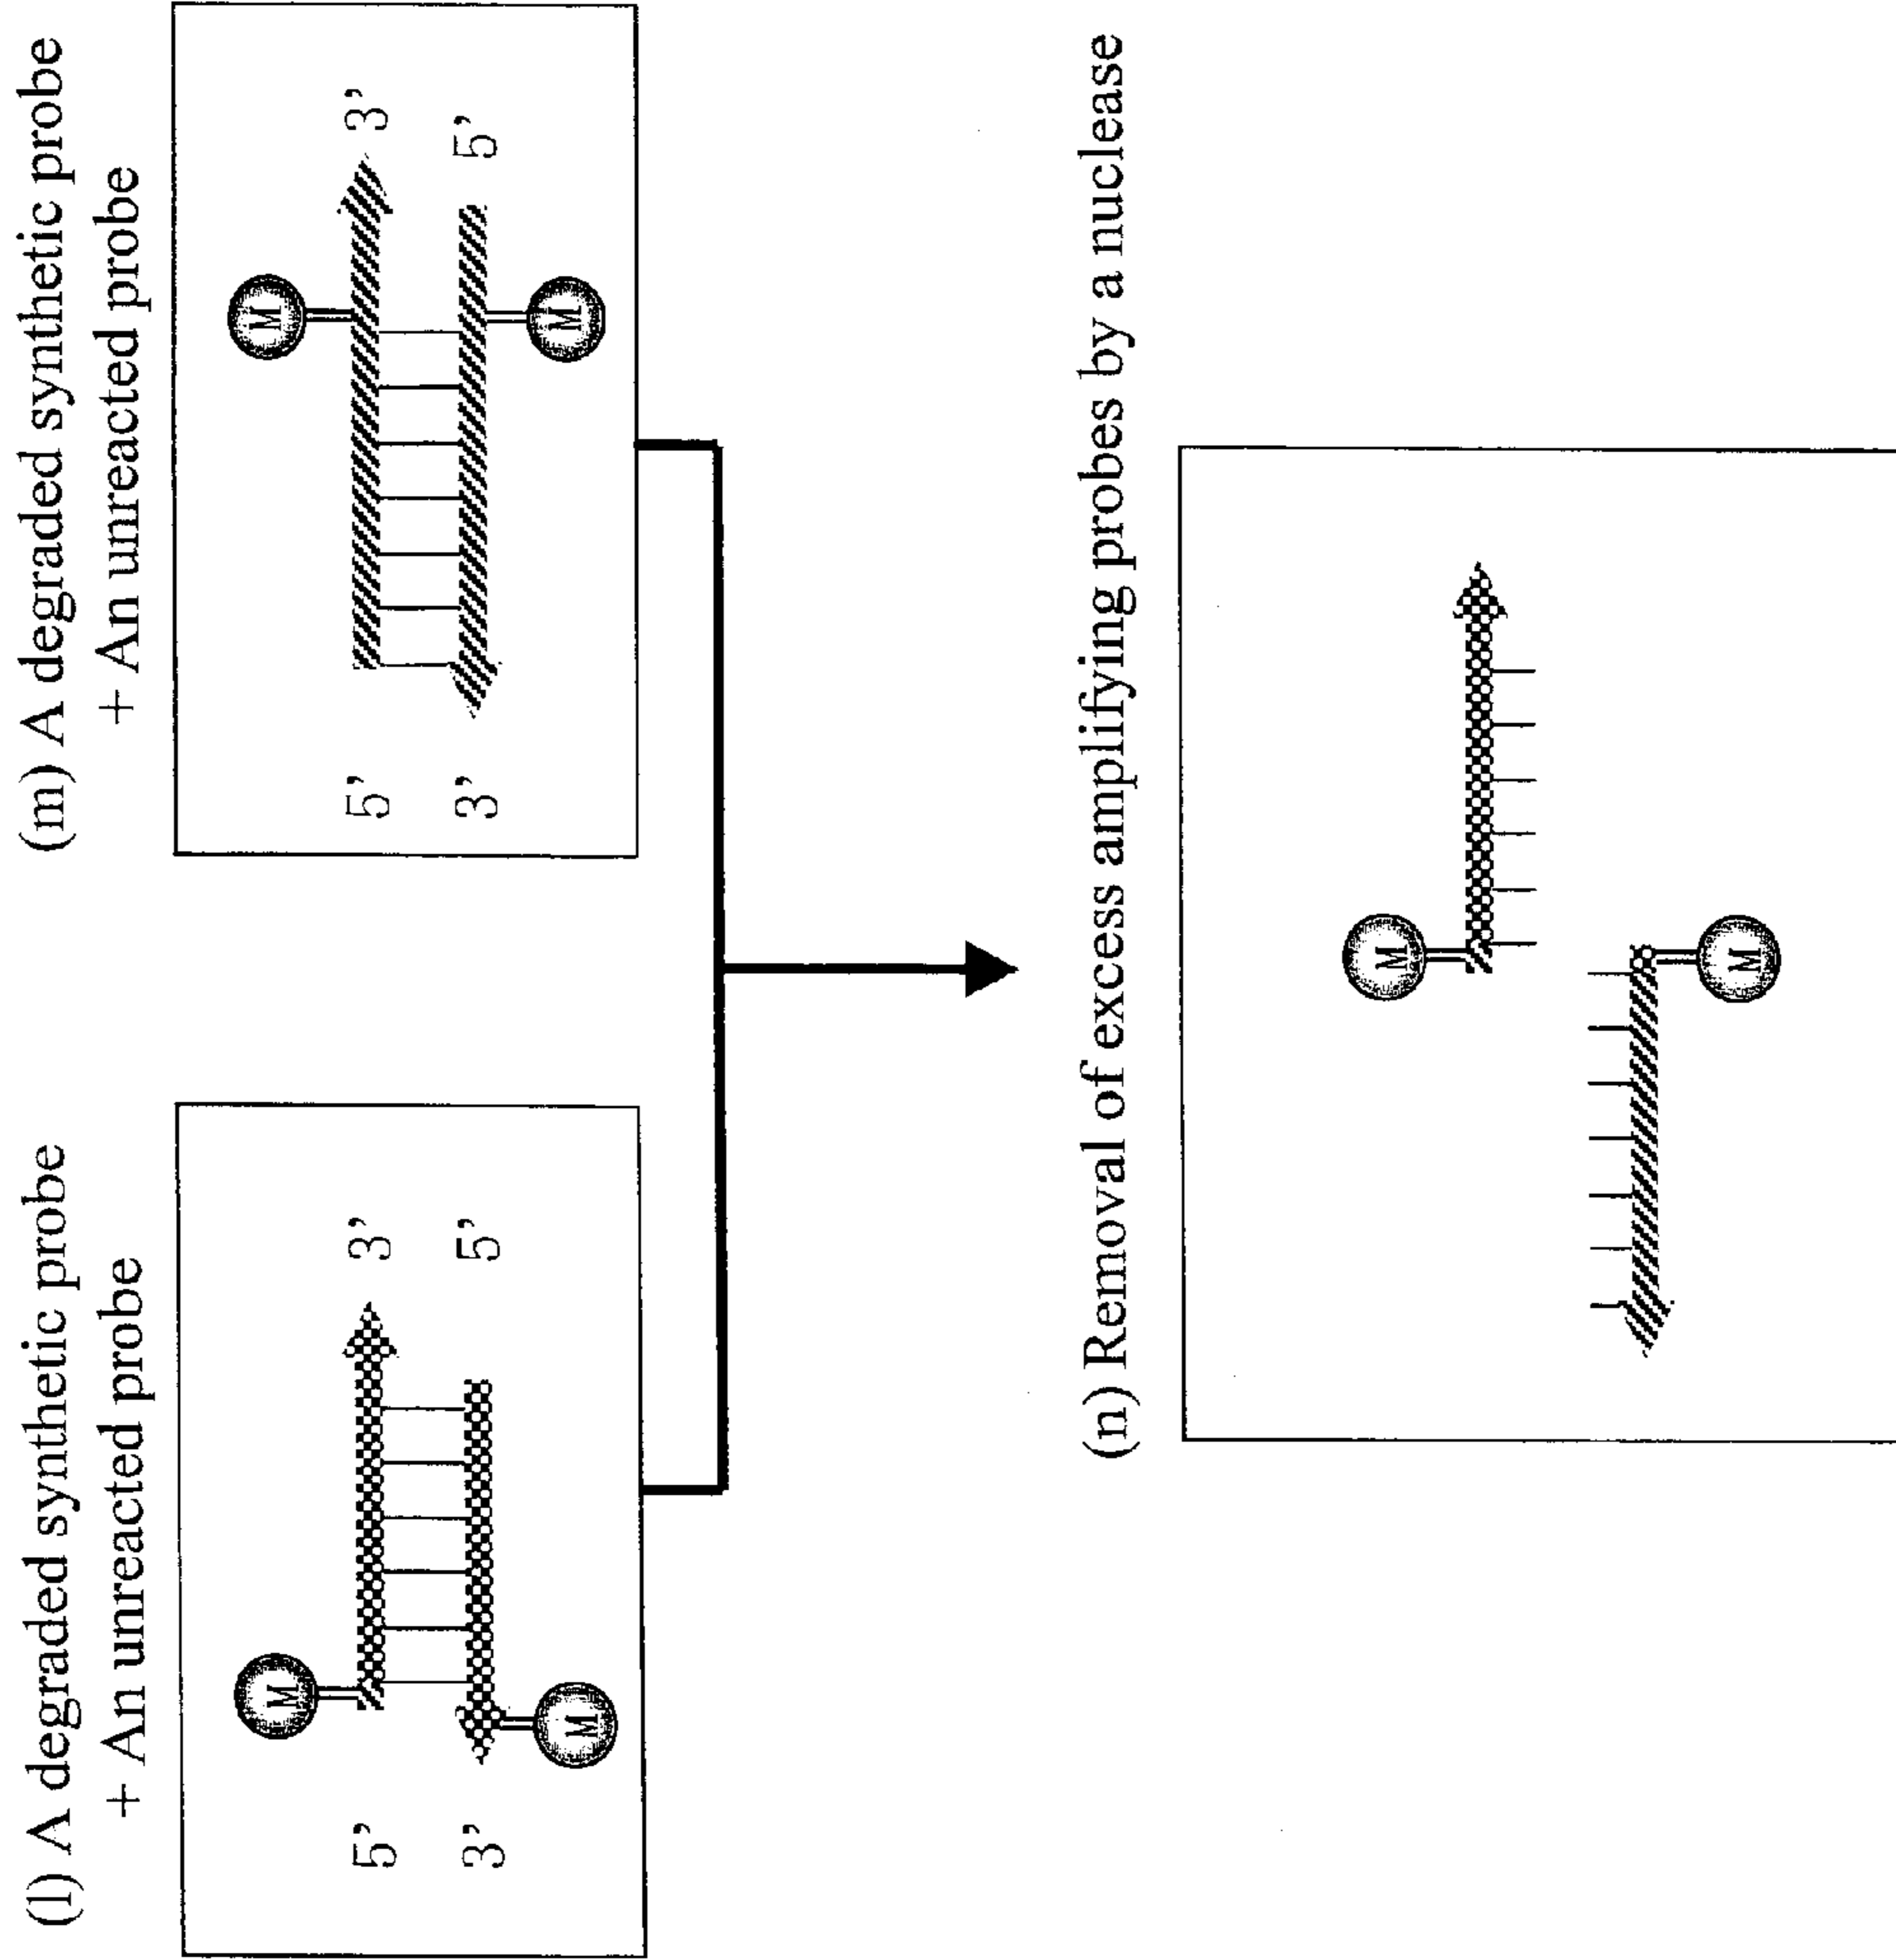 (l) A degraded synthetic probe
+ An unreacted probe
M
5' 3'
3' 5'
M
(m) A degraded synthetic probe
+ An unreacted probe
M
5' 3'
3' 5'
M
(n) Removal of excess amplifying probes by a nuclease
M
M